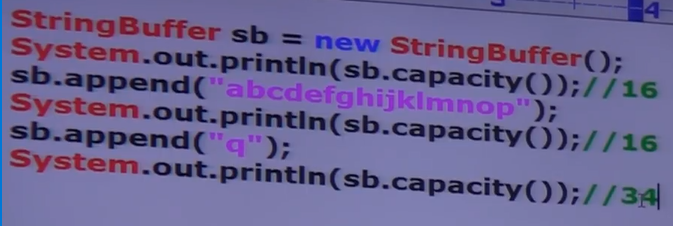 StringBuffer sb = new StringBuffer();
System.out.println(sb.capacity());//16
sb.append("abcdefghijklmnop");
System.out.println(sb.capacity());//16
sb.append("q");
System.out.println(sb.capacity());//34
4